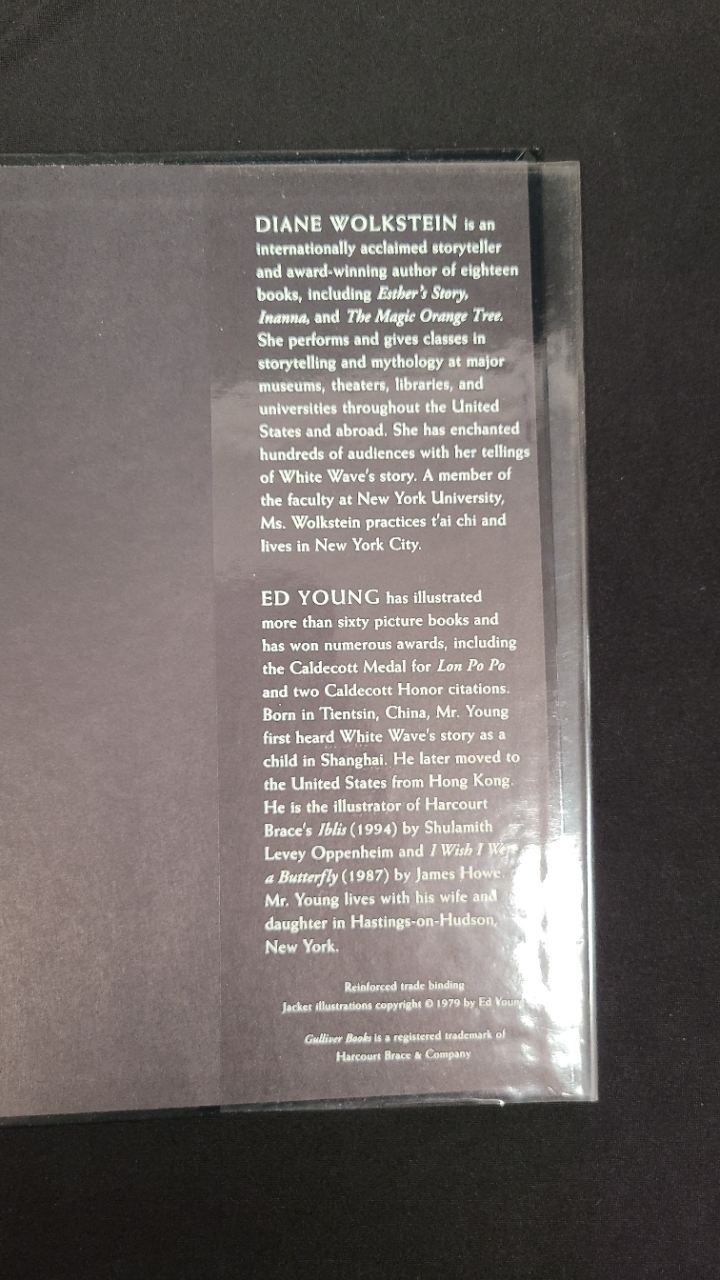 DIANE WOLKSTEIN is an
internationally acclaimed storyteller
and award-winning author of eighteen
books, including Esther's Story,
Inanna, and The Magic Orange Tree.
She performs and gives classes in
storytelling and mythology at major
museums, theaters, libraries, and
universities throughout the United
States and abroad. She has enchanted
hundreds of audiences with her tellings
of White Wave's story. A member of
the faculty at New York University,
Ms. Wolkstein practices t'ai chi and
lives in New York City.
ED YOUNG has illustrated
more than sixty picture books and
has won numerous awards, including
the Caldecott Medal for Lon Po Po
and two Caldecott Honor citations.
Born in Tientsin, China, Mr. Young
first heard White Wave's story as a
child in Shanghai. He later moved to
the United States from Hong Kong.
He is the illustrator of Harcourt
Brace's Iblis (1994) by Shulamith
Levey Oppenheim and I Wish I Were
a Butterfly (1987) by James Howe.
Mr. Young lives with his wife and
daughter in Hastings-on-Hudson,
New York.
Reinforced trade binding
Jacket illustrations copyright © 1979 by Ed Young
Gulliver Books is a registered trademark of
Harcourt Brace & Company